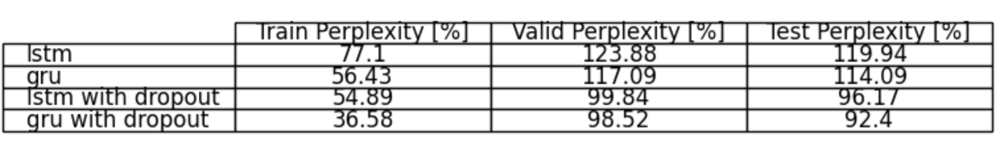 Train Perplexity [%] Valid Perplexity [%] Test Perplexity [%]
lstm 77.1 123.88 119.94
gru 56.43 117.09 114.09
lstm with dropout 54.89 99.84 96.17
gru with dropout 36.58 98.52 92.4